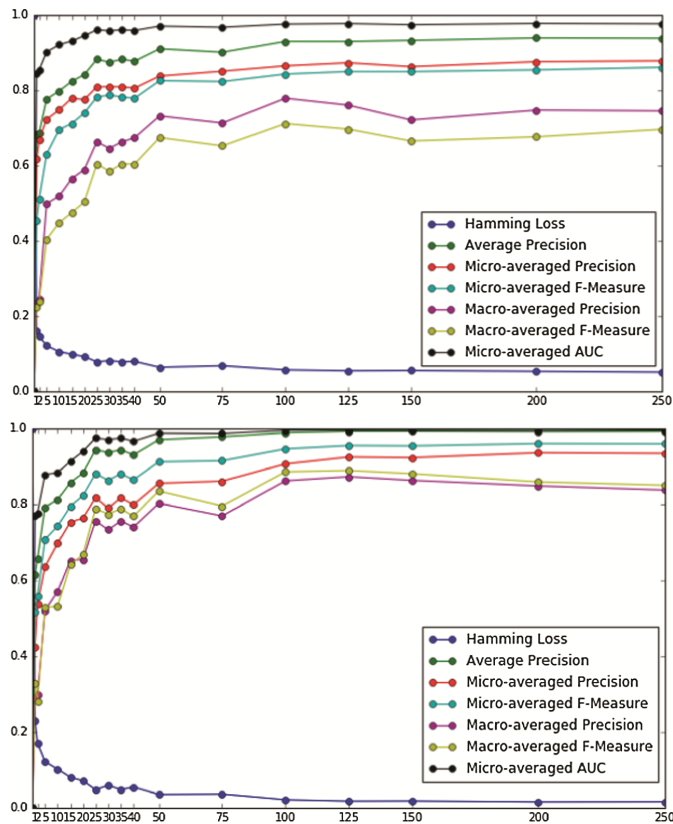 1.0
0.8
0.6
0.4
0.2
0.0
Hamming Loss
Average Precision
Micro-averaged Precision
Micro-averaged F-Measure
Macro-averaged Precision
Macro-averaged F-Measure
Micro-averaged AUC
1 2 5 10 15 20 25 30 35 40 50 75 100 125 150 200 250
1.0
0.8
0.6
0.4
0.2
0.0
Hamming Loss
Average Precision
Micro-averaged Precision
Micro-averaged F-Measure
Macro-averaged Precision
Macro-averaged F-Measure
Micro-averaged AUC
1 2 5 10 15 20 25 30 35 40 50 75 100 125 150 200 250